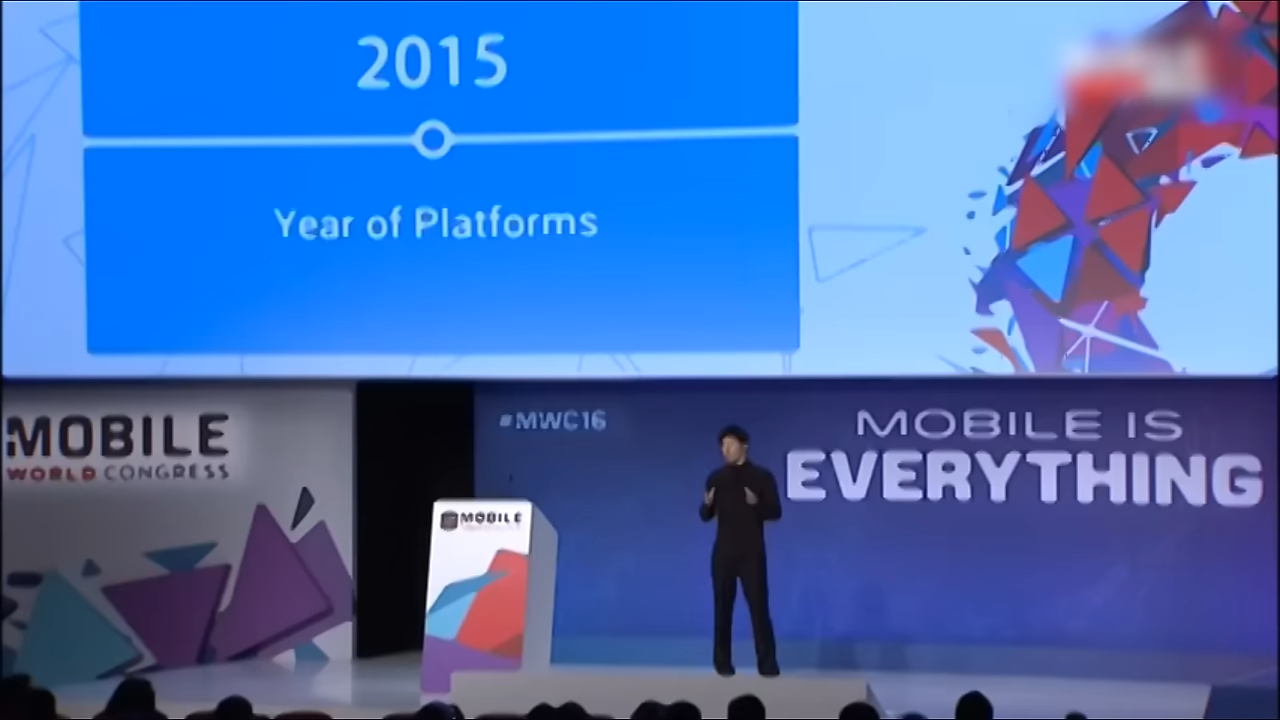 2015
Year of Platforms
MOBILE
WORLD CONGRESS
#MWC16
MOBILE IS
EVERYTHING
MOBILE